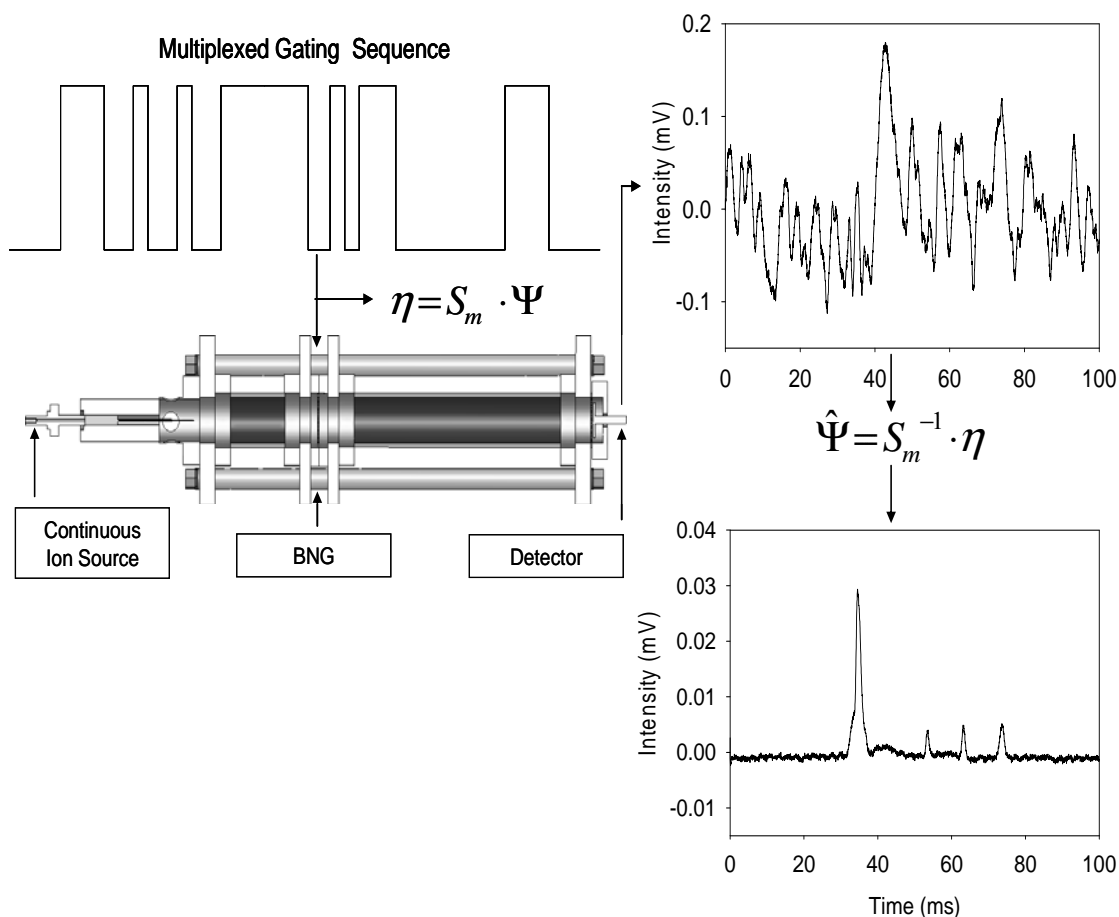 Multiplexed Gating Sequence
η = S_m · Ψ
Continuous
Ion Source
BNG
Detector
Intensity (mV)
0.2
0.1
0.0
-0.1
0 20 40 60 80 100
Ψ̂ = S_m⁻¹ · η
Intensity (mV)
0.04
0.03
0.02
0.01
0.00
-0.01
0 20 40 60 80 100
Time (ms)